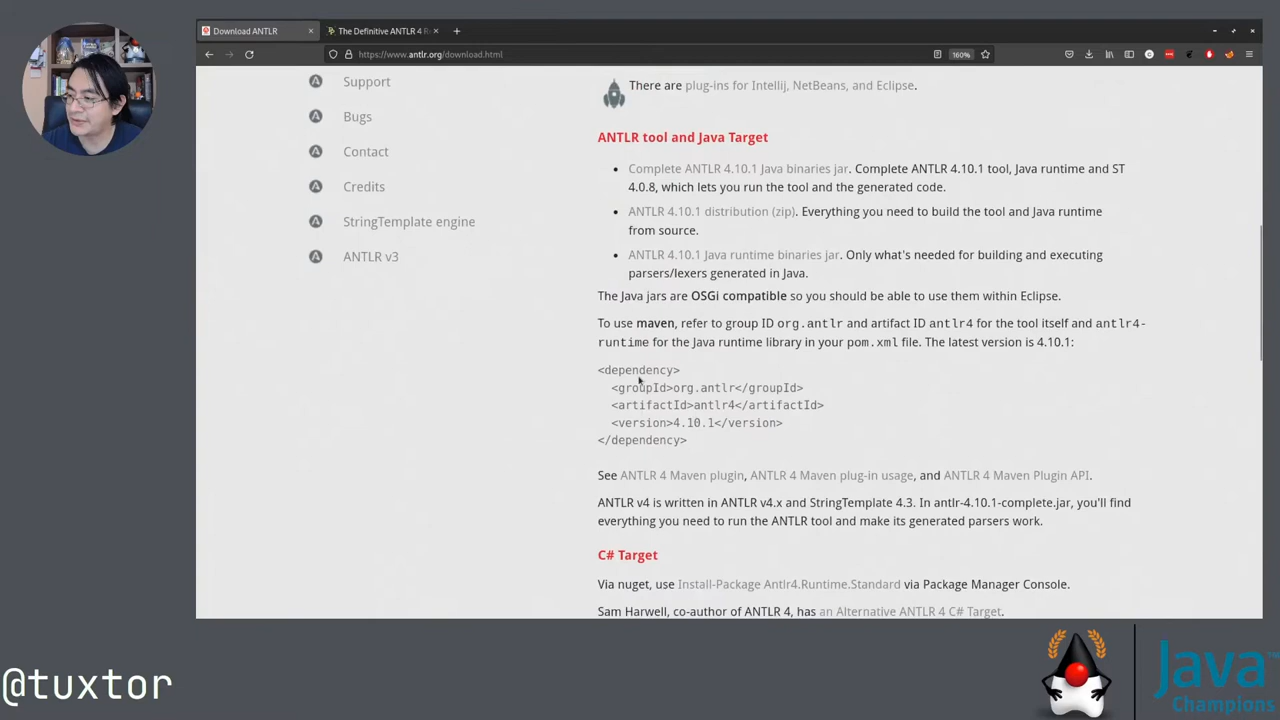 Download ANTLR
The Definitive ANTLR 4 R
https://www.antlr.org/download.html
160%
Support
Bugs
Contact
Credits
StringTemplate engine
ANTLR v3
There are plug-ins for Intellij, NetBeans, and Eclipse.
ANTLR tool and Java Target
Complete ANTLR 4.10.1 Java binaries jar. Complete ANTLR 4.10.1 tool, Java runtime and ST
4.0.8, which lets you run the tool and the generated code.
ANTLR 4.10.1 distribution (zip). Everything you need to build the tool and Java runtime
from source.
ANTLR 4.10.1 Java runtime binaries jar. Only what's needed for building and executing
parsers/lexers generated in Java.
The Java jars are OSGi compatible so you should be able to use them within Eclipse.
To use maven, refer to group ID org.antlr and artifact ID antlr4 for the tool itself and antlr4-
runtime for the Java runtime library in your pom.xml file. The latest version is 4.10.1:
<dependency>
<groupId>org.antlr</groupId>
<artifactId>antlr4</artifactId>
<version>4.10.1</version>
</dependency>
See ANTLR 4 Maven plugin, ANTLR 4 Maven plug-in usage, and ANTLR 4 Maven Plugin API.
ANTLR v4 is written in ANTLR v4.x and StringTemplate 4.3. In antlr-4.10.1-complete.jar, you'll find
everything you need to run the ANTLR tool and make its generated parsers work.
C# Target
Via nuget, use Install-Package Antlr4.Runtime.Standard via Package Manager Console.
Sam Harwell, co-author of ANTLR 4, has an Alternative ANTLR 4 C# Target.
@tuxtor
Java
Champions